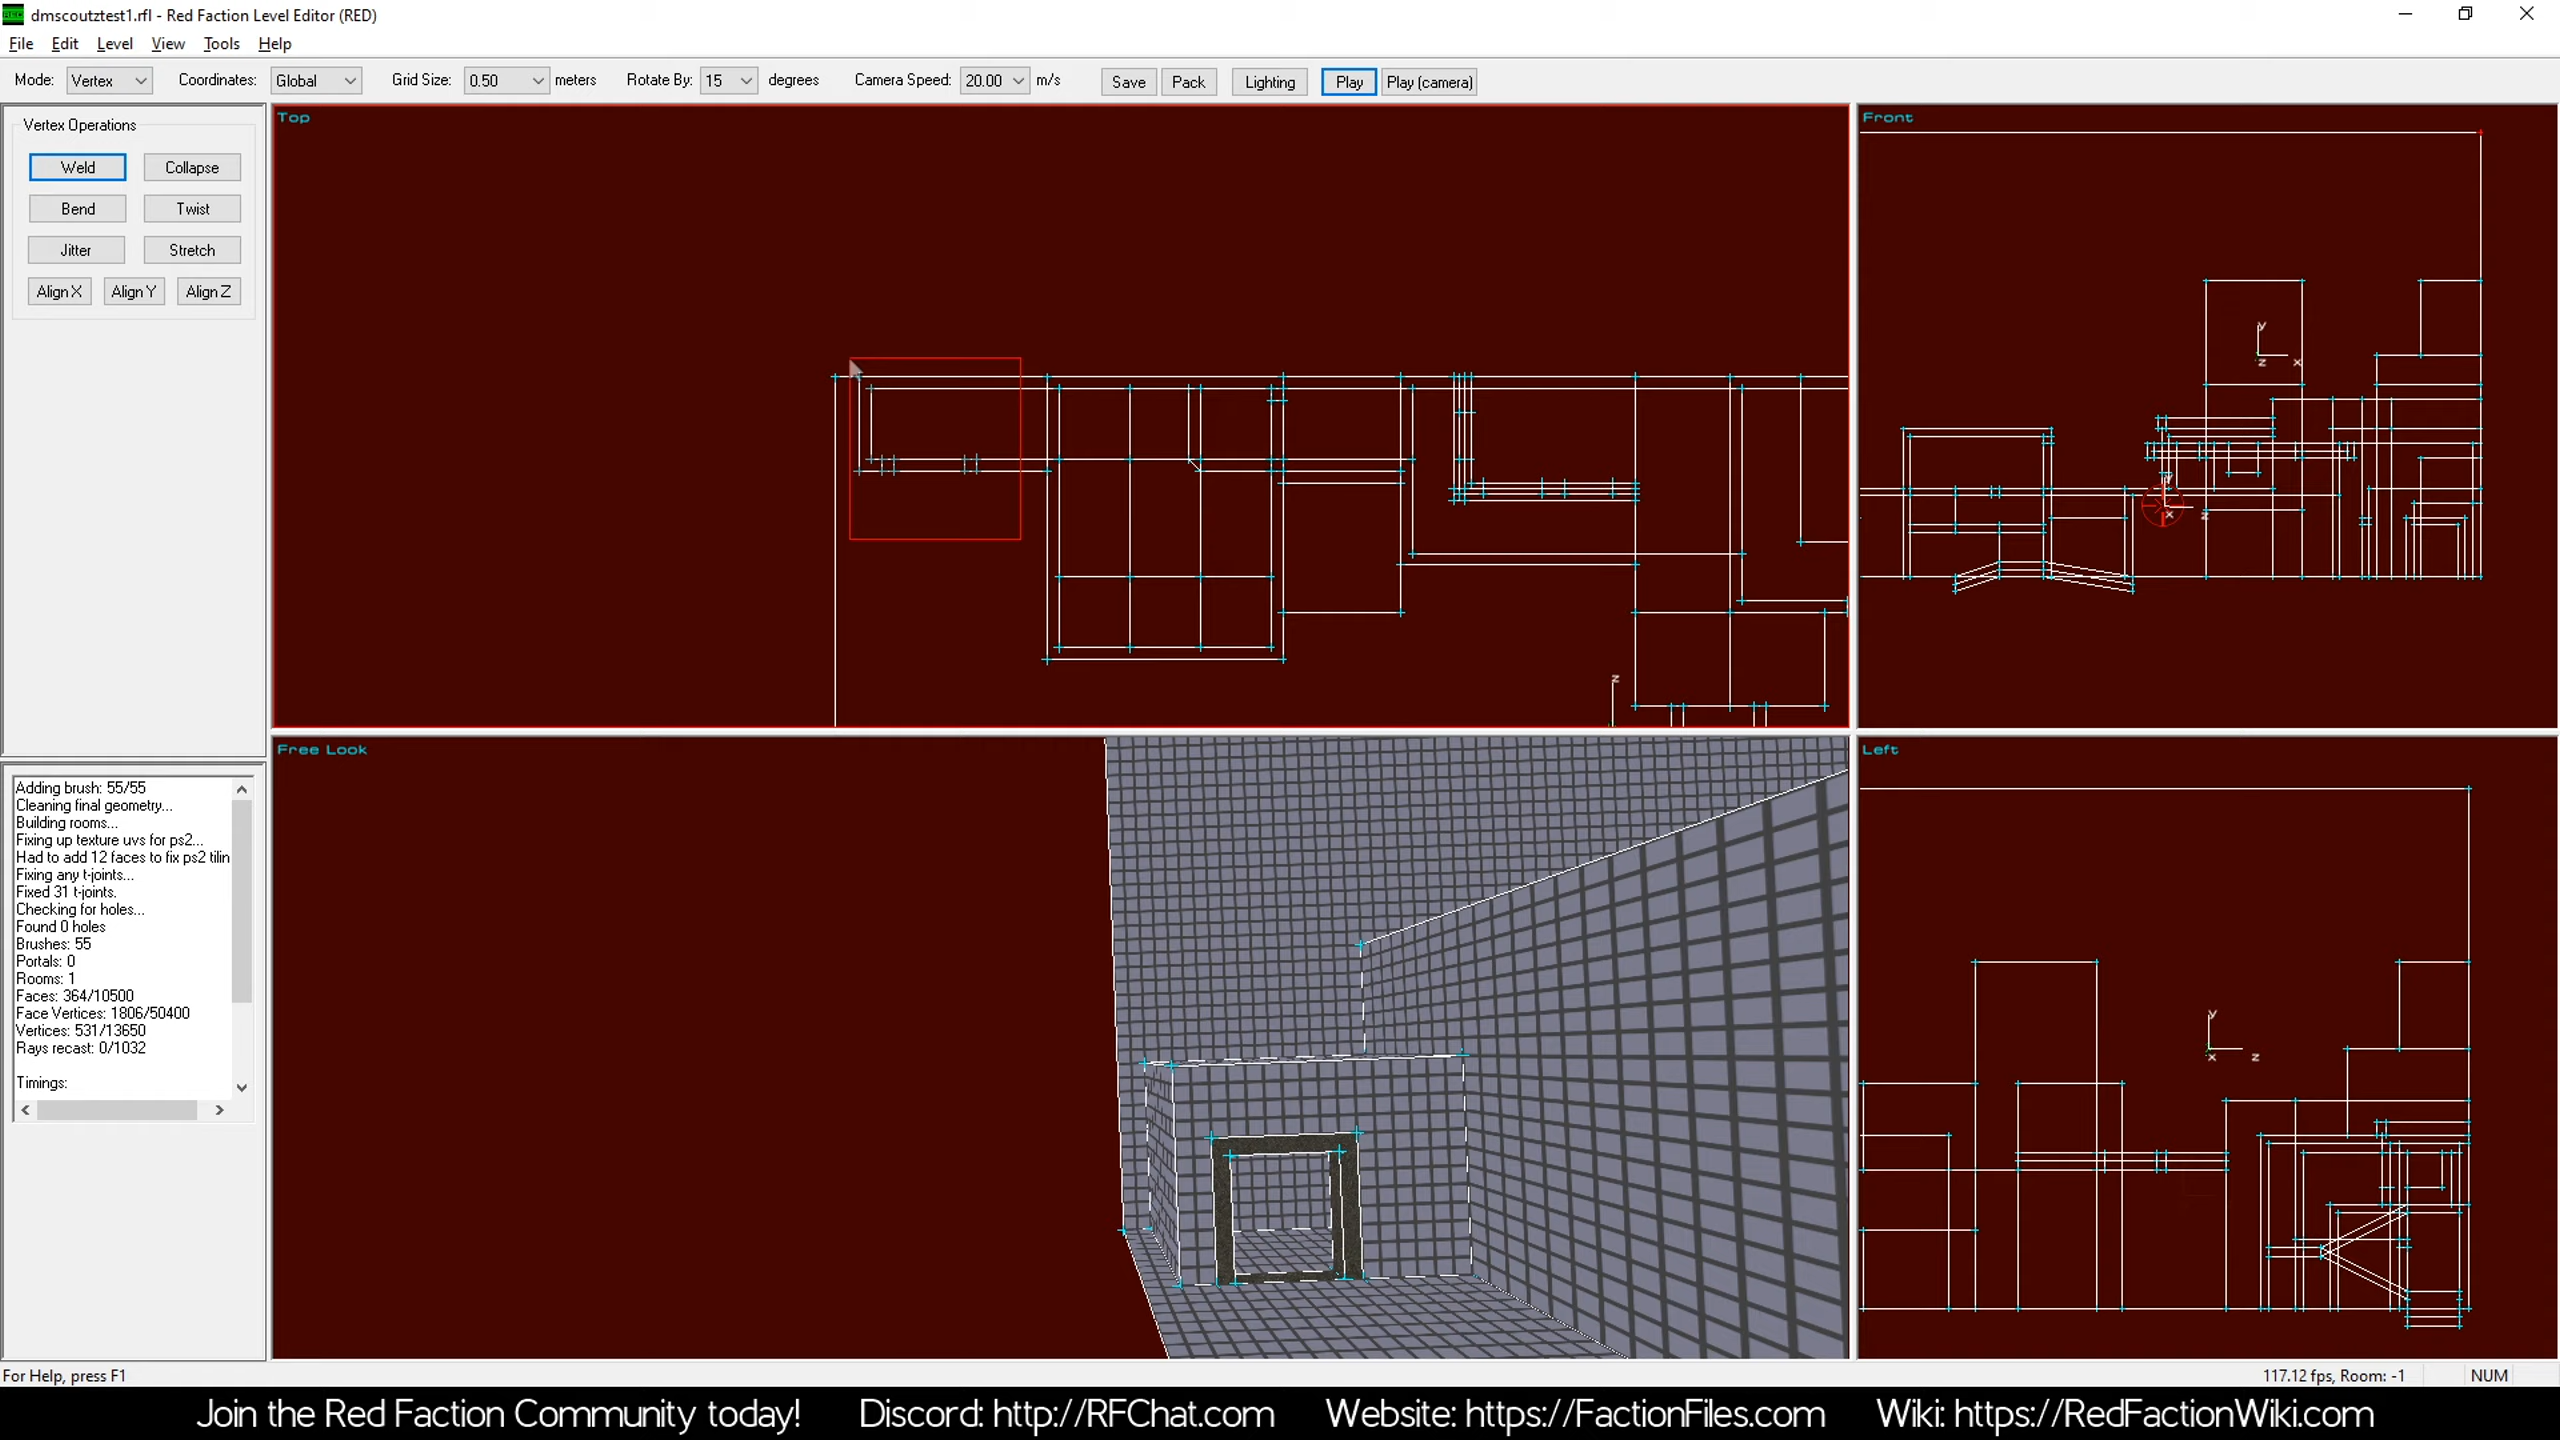 dmscoutztest1.rfl - Red Faction Level Editor (RED)
File Edit Level View Tools Help
Mode: Vertex Coordinates: Global Grid Size: 0.50 meters Rotate By: 15 degrees Camera Speed: 20.00 m/s Save Pack Lighting Play Play (camera)
Vertex Operations
Weld Collapse
Bend Twist
Jitter Stretch
Align X Align Y Align Z
Top
z
Front
y
z x
y
x z
Adding brush: 55/55
Cleaning final geometry...
Building rooms...
Fixing up texture uvs for ps2...
Had to add 12 faces to fix ps2 tilin
Fixing any t-joints...
Fixed 31 t-joints.
Checking for holes...
Found 0 holes
Brushes: 55
Portals: 0
Rooms: 1
Faces: 364/10500
Face Vertices: 1806/50400
Vertices: 531/13650
Rays recast: 0/1032
Timings:
Free Look
Left
y
x z
For Help, press F1
117.12 fps, Room: -1 NUM
Join the Red Faction Community today! Discord: http://RFChat.com Website: https://FactionFiles.com Wiki: https://RedFactionWiki.com